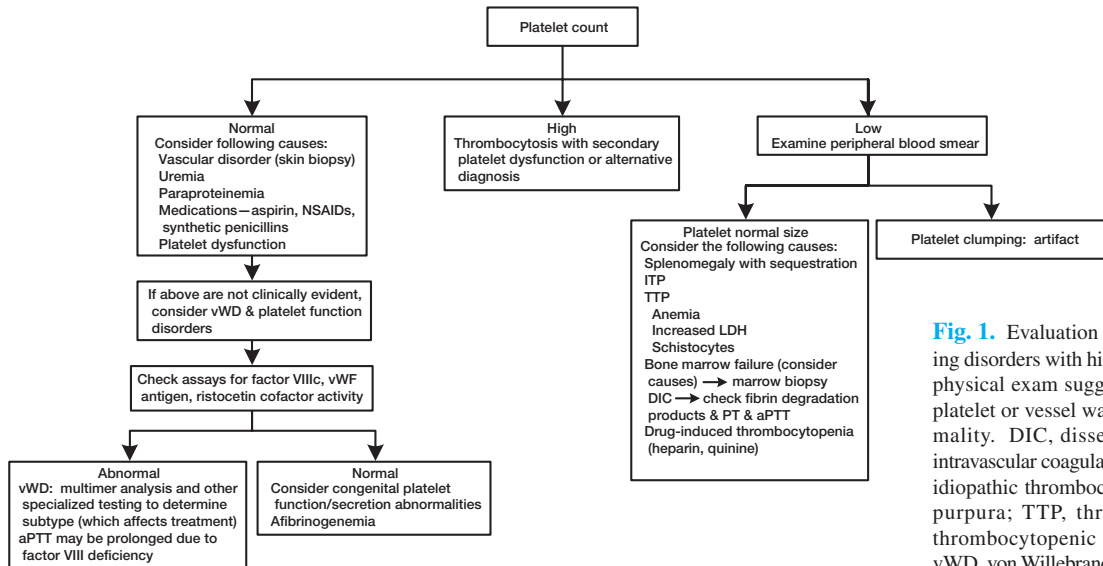 Platelet count
Normal
Consider following causes:
Vascular disorder (skin biopsy)
Uremia
Paraproteinemia
Medications—aspirin, NSAIDs,
synthetic penicillins
Platelet dysfunction
High
Thrombocytosis with secondary
platelet dysfunction or alternative
diagnosis
Low
Examine peripheral blood smear
If above are not clinically evident,
consider vWD & platelet function
disorders
Check assays for factor VIIIc, vWF
antigen, ristocetin cofactor activity
Abnormal
vWD: multimer analysis and other
specialized testing to determine
subtype (which affects treatment)
aPTT may be prolonged due to
factor VIII deficiency
Normal
Consider congenital platelet
function/secretion abnormalities
Afibrinogenemia
Platelet normal size
Consider the following causes:
Splenomegaly with sequestration
ITP
TTP
Anemia
Increased LDH
Schistocytes
Bone marrow failure (consider
causes) → marrow biopsy
DIC → check fibrin degradation
products & PT & aPTT
Drug-induced thrombocytopenia
(heparin, quinine)
Platelet clumping: artifact
Fig. 1. Evaluation
ing disorders with hi
physical exam sugg
platelet or vessel wa
mality. DIC, disse
intravascular coagula
idiopathic thromboc
purpura; TTP, thr
thrombocytopenic
vWD, von Willebrand